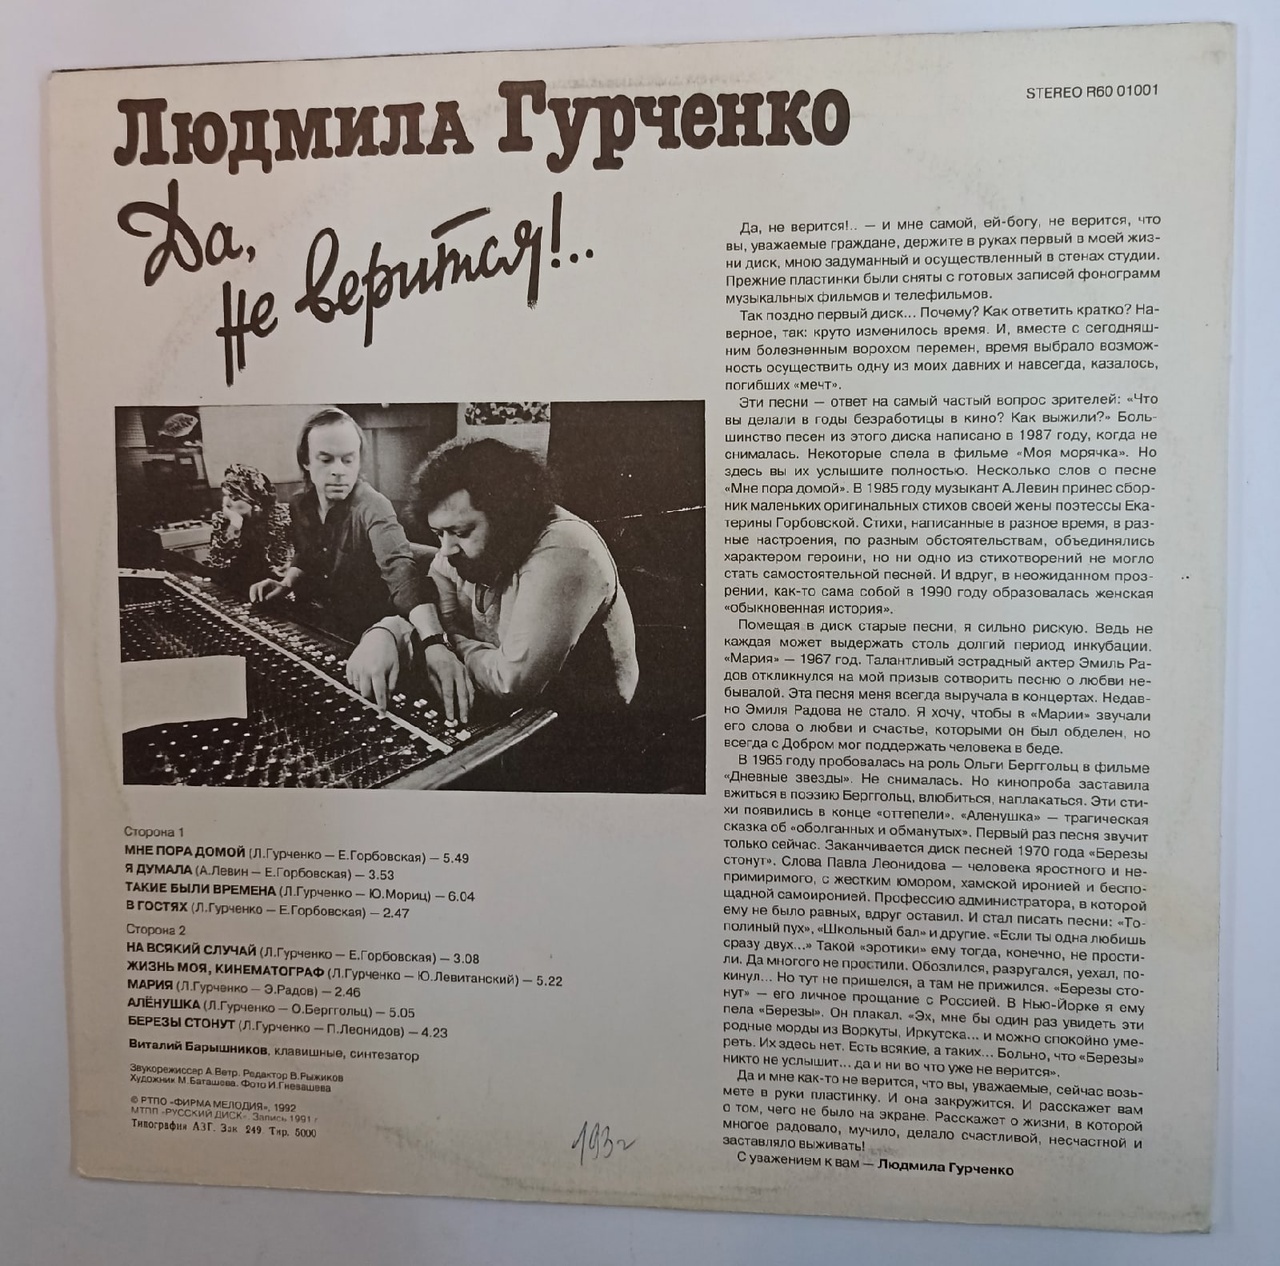 Людмила Гурченко
Да,
не верится!..
STEREO R60 01001
Да, не верится!.. — и мне самой, ей-богу, не верится, что
вы, уважаемые граждане, держите в руках первый в моей жиз-
ни диск, мною задуманный и осуществленный в стенах студии.
Прежние пластинки были сняты с готовых записей фонограмм
музыкальных фильмов и телефильмов.
Так поздно первый диск... Почему? Как ответить кратко? На-
верное, так: круто изменилось время. И, вместе с сегодняш-
ним болезненным ворохом перемен, время выбрало возмож-
ность осуществить одну из моих давних и навсегда, казалось,
погибших «мечт».
Эти песни — ответ на самый частый вопрос зрителей: «Что
вы делали в годы безработицы в кино? Как выжили?» Боль-
шинство песен из этого диска написано в 1987 году, когда не
снималась. Некоторые спела в фильме «Моя морячка». Но
здесь вы их услышите полностью. Несколько слов о песне
«Мне пора домой». В 1985 году музыкант А.Левин принес сбор-
ник маленьких оригинальных стихов своей жены поэтессы Ека-
терины Горбовской. Стихи, написанные в разное время, в раз-
ные настроения, по разным обстоятельствам, объединялись
характером героини, но ни одно из стихотворений не могло
стать самостоятельной песней. И вдруг, в неожиданном проз-
рении, как-то сама собой в 1990 году образовалась женская
«обыкновенная история».
Помещая в диск старые песни, я сильно рискую. Ведь не
каждая может выдержать столь долгий период инкубации.
«Мария» — 1967 год. Талантливый эстрадный актер Эмиль Ра-
дов откликнулся на мой призыв сотворить песню о любви не-
бывалой. Эта песня меня всегда выручала в концертах. Недав-
но Эмиля Радова не стало. Я хочу, чтобы в «Марии» звучали
его слова о любви и счастье, которыми он был обделен, но
всегда с Добром мог поддержать человека в беде.
В 1965 году пробовалась на роль Ольги Берггольц в фильме
«Дневные звезды». Не снималась. Но кинопроба заставила
вжиться в поэзию Берггольц, влюбиться, наплакаться. Эти сти-
хи появились в конце «оттепели». «Аленушка» — трагическая
сказка об «оболганных и обманутых». Первый раз песня звучит
только сейчас. Заканчивается диск песней 1970 года «Березы
стонут». Слова Павла Леонидова — человека яростного и не-
примиримого, с жестким юмором, хамской иронией и беспо-
щадной самоиронией. Профессию администратора, в которой
ему не было равных, вдруг оставил. И стал писать песни: «То-
полиный пух», «Школьный бал» и другие. «Если ты одна любишь
сразу двух...» Такой «эротики» ему тогда, конечно, не прости-
ли. Да многого не простили. Обозлился, разругался, уехал, по-
кинул... Но тут не пришелся, а там не прижился. «Березы сто-
нут» — его личное прощание с Россией. В Нью-Йорке я ему
пела «Березы». Он плакал. «Эх, мне бы один раз увидеть эти
родные морды из Воркуты, Иркутска... и можно спокойно уме-
реть. Их здесь нет. Есть всякие, а таких... Больно, что «Березы»
никто не услышит... да и ни во что уже не верится».
Да и мне как-то не верится, что вы, уважаемые, сейчас возь-
мете в руки пластинку. И она закружится. И расскажет вам
о том, чего не было на экране. Расскажет о жизни, в которой
многое радовало, мучило, делало счастливой, несчастной и
заставляло выживать!
С уважением к вам — Людмила Гурченко
Сторона 1
МНЕ ПОРА ДОМОЙ (Л.Гурченко – Е.Горбовская) – 5.49
Я ДУМАЛА (А.Левин – Е.Горбовская) – 3.53
ТАКИЕ БЫЛИ ВРЕМЕНА (Л.Гурченко – Ю.Мориц) – 6.04
В ГОСТЯХ (Л.Гурченко – Е.Горбовская) – 2.47
Сторона 2
НА ВСЯКИЙ СЛУЧАЙ (Л.Гурченко – Е.Горбовская) – 3.08
ЖИЗНЬ МОЯ, КИНЕМАТОГРАФ (Л.Гурченко – Ю.Левитанский) – 5.22
МАРИЯ (Л.Гурченко – Э.Радов) – 2.46
АЛЁНУШКА (Л.Гурченко – О.Берггольц) – 5.05
БЕРЕЗЫ СТОНУТ (Л.Гурченко – П.Леонидов) – 4.23
Виталий Барышников, клавишные, синтезатор
Звукорежиссер А.Ветр. Редактор В.Рыжиков
Художник М.Баташева. Фото И.Гневашева
© РТПО «ФИРМА МЕЛОДИЯ», 1992
МТПП «РУССКИЙ ДИСК». Запись 1991 г.
Типография АЗГ. Зак 249. Тир. 5000
193г